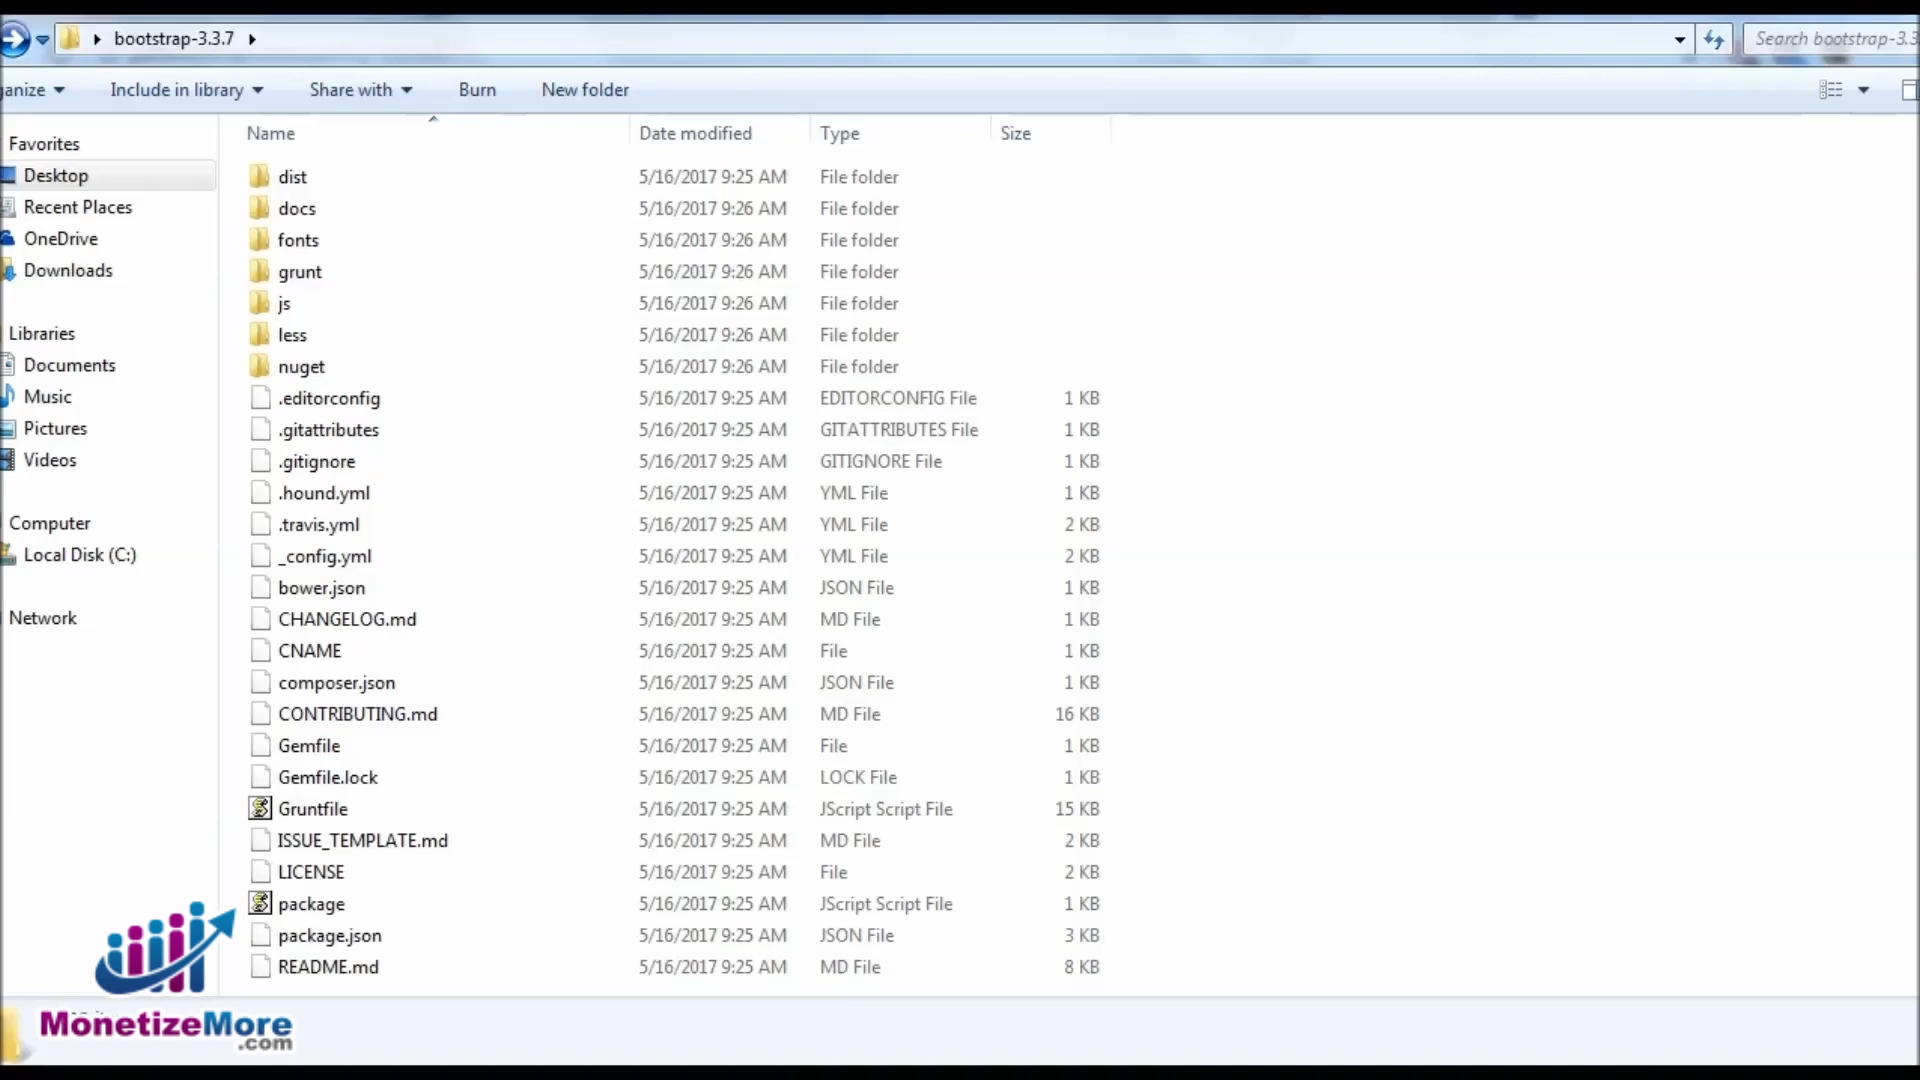 bootstrap-3.3.7
Search bootstrap-3.3
anize Include in library Share with Burn New folder
Name Date modified Type Size
Favorites
Desktop
Recent Places
OneDrive
Downloads
Libraries
Documents
Music
Pictures
Videos
Computer
Local Disk (C:)
Network
dist 5/16/2017 9:25 AM File folder
docs 5/16/2017 9:26 AM File folder
fonts 5/16/2017 9:26 AM File folder
grunt 5/16/2017 9:26 AM File folder
js 5/16/2017 9:26 AM File folder
less 5/16/2017 9:26 AM File folder
nuget 5/16/2017 9:26 AM File folder
.editorconfig 5/16/2017 9:25 AM EDITORCONFIG File 1 KB
.gitattributes 5/16/2017 9:25 AM GITATTRIBUTES File 1 KB
.gitignore 5/16/2017 9:25 AM GITIGNORE File 1 KB
.hound.yml 5/16/2017 9:25 AM YML File 1 KB
.travis.yml 5/16/2017 9:25 AM YML File 2 KB
_config.yml 5/16/2017 9:25 AM YML File 2 KB
bower.json 5/16/2017 9:25 AM JSON File 1 KB
CHANGELOG.md 5/16/2017 9:25 AM MD File 1 KB
CNAME 5/16/2017 9:25 AM File 1 KB
composer.json 5/16/2017 9:25 AM JSON File 1 KB
CONTRIBUTING.md 5/16/2017 9:25 AM MD File 16 KB
Gemfile 5/16/2017 9:25 AM File 1 KB
Gemfile.lock 5/16/2017 9:25 AM LOCK File 1 KB
Gruntfile 5/16/2017 9:25 AM JScript Script File 15 KB
ISSUE_TEMPLATE.md 5/16/2017 9:25 AM MD File 2 KB
LICENSE 5/16/2017 9:25 AM File 2 KB
package 5/16/2017 9:25 AM JScript Script File 1 KB
package.json 5/16/2017 9:25 AM JSON File 3 KB
README.md 5/16/2017 9:25 AM MD File 8 KB
MonetizeMore
.com